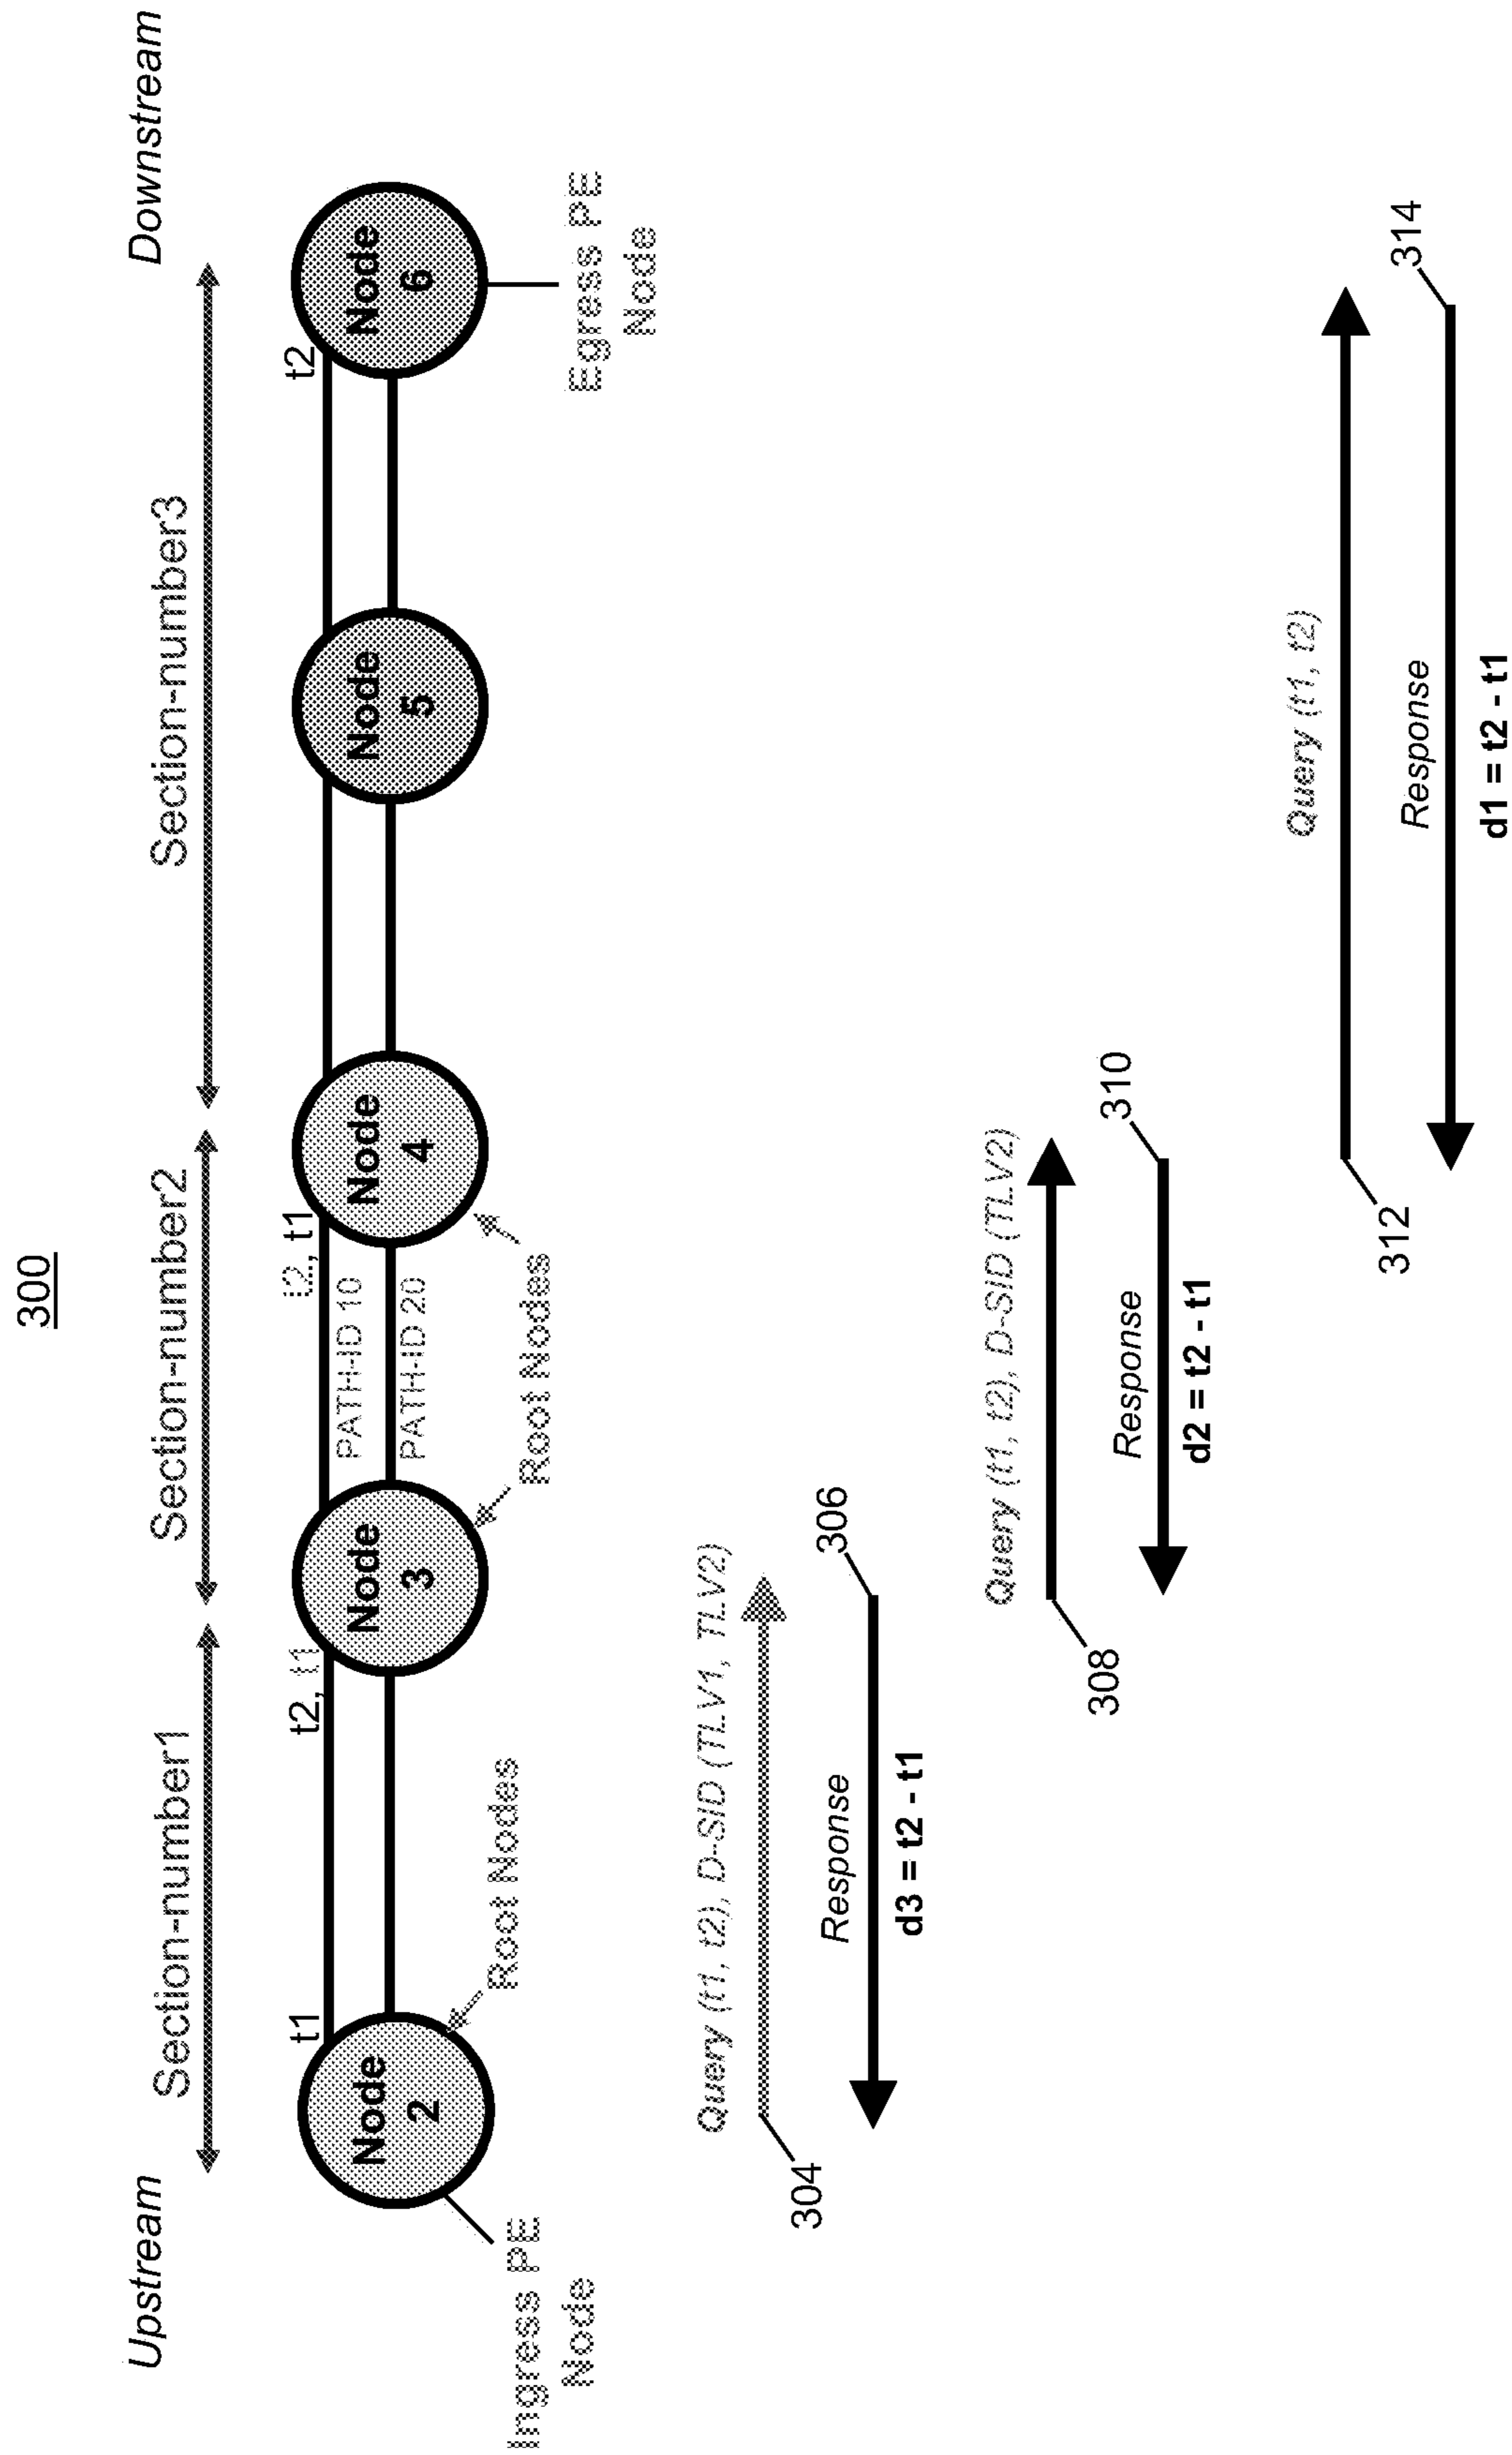 300
Upstream
Downstream
Section-number1
Section-number2
Section-number3
t1
t2, t1
t2, t1
t2
Node
2
Node
3
Node
4
Node
5
Node
6
PATH-ID 10
PATH-ID 20
Ingress PE
Node
Root Nodes
Root Nodes
Egress PE
Node
Query (t1, t2), D-SID (TLV1, TLV2)
304
306
Response
d3 = t2 - t1
Query (t1, t2), D-SID (TLV2)
308
310
Response
d2 = t2 - t1
Query (t1, t2)
312
314
Response
d1 = t2 - t1